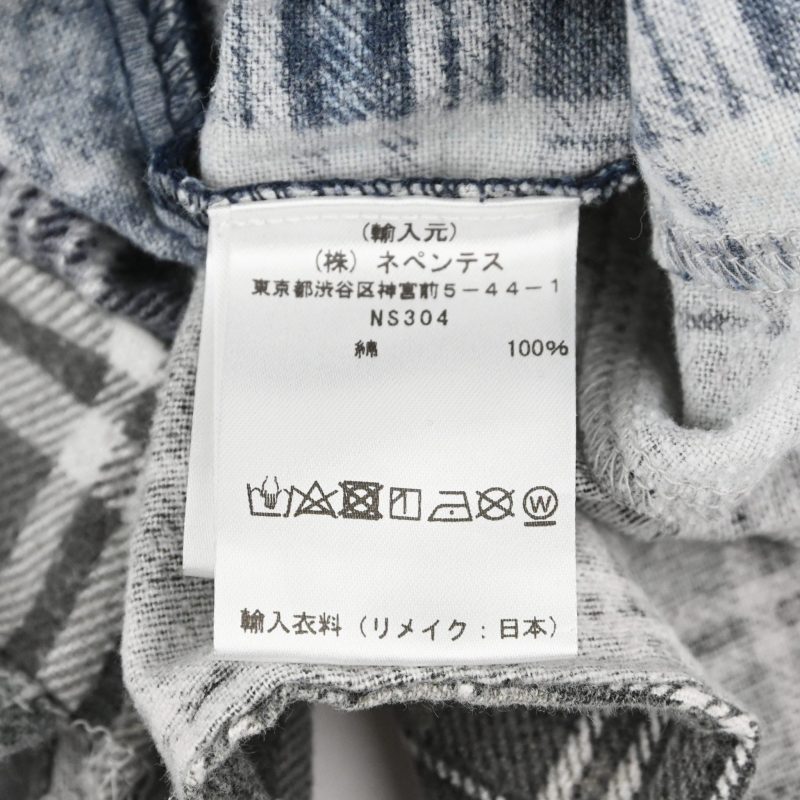 (輸入元)
(株) ネペンテス
東京都渋谷区神宮前5-44-1
NS304
綿 100%
W
輸入衣料 (リメイク:日本)